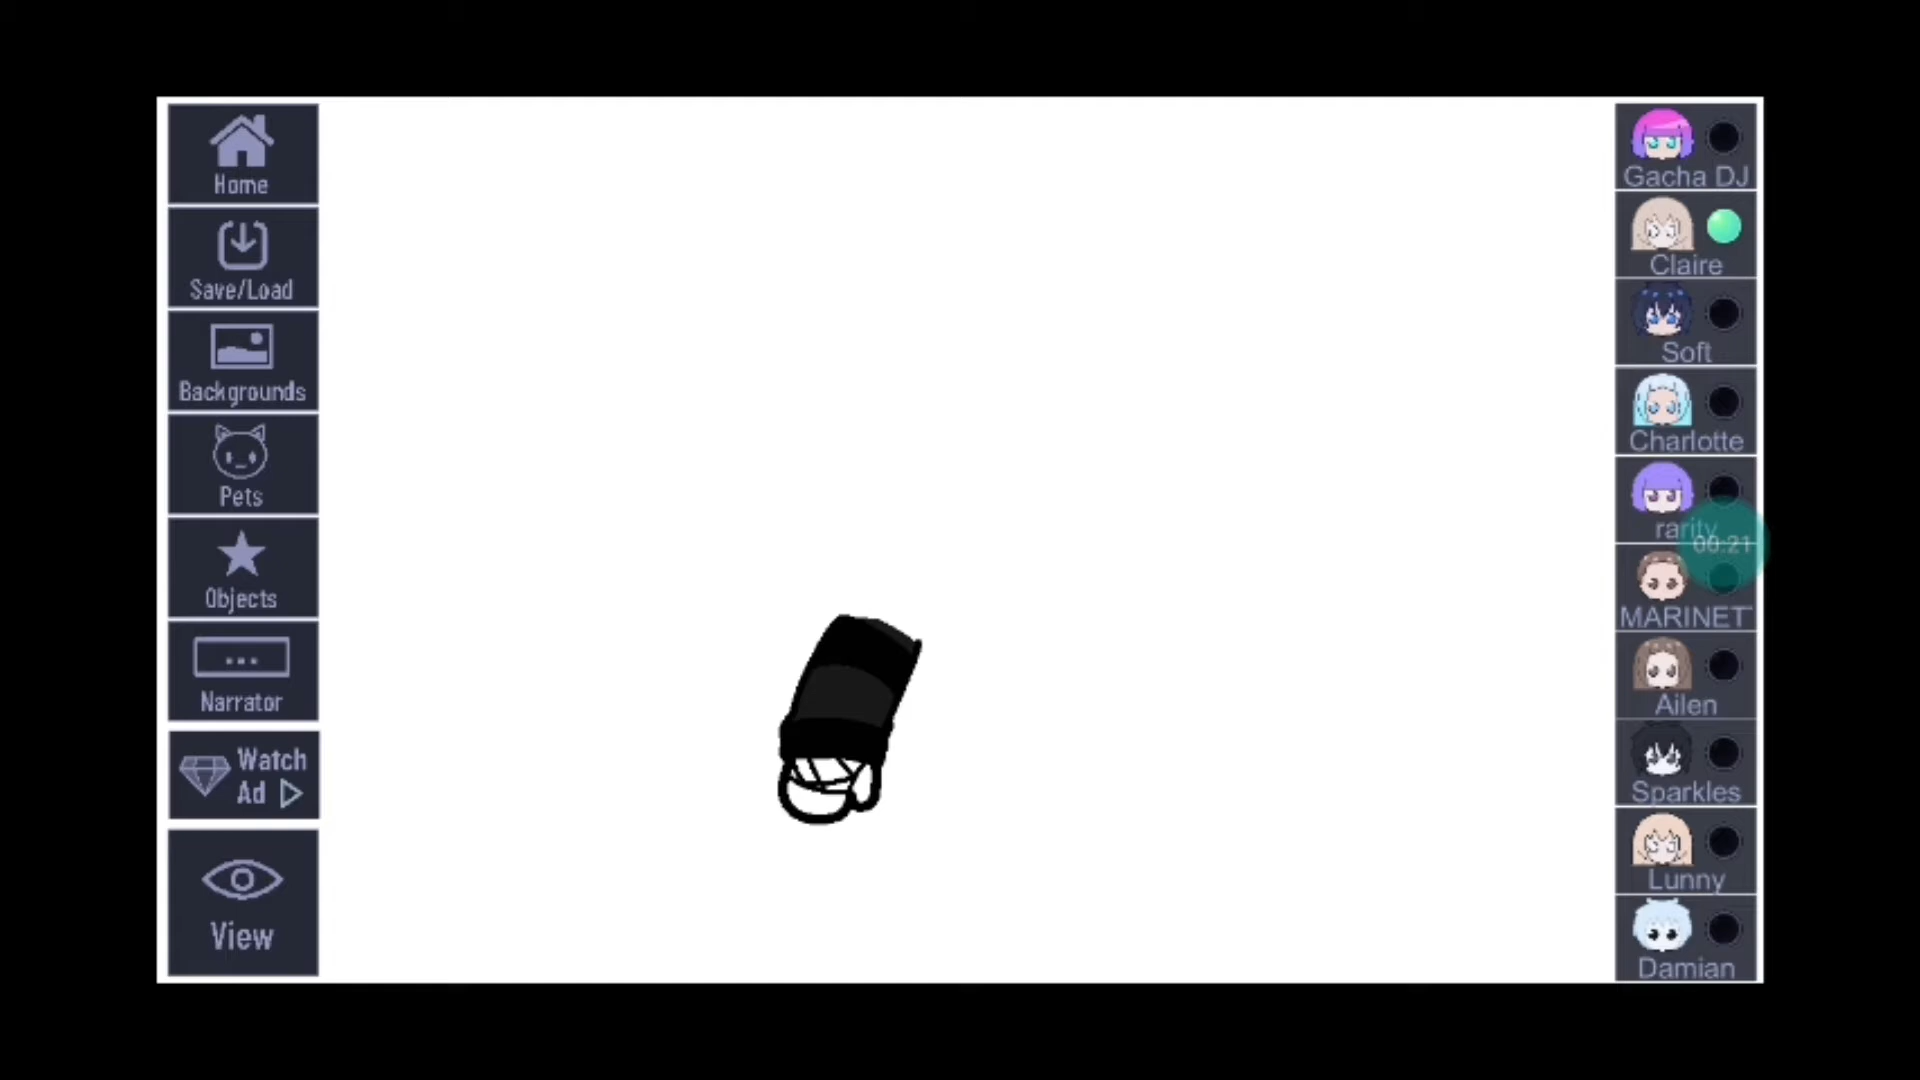 Home
Save/Load
Backgrounds
Pets
Objects
Narrator
Watch
Ad
View
Gacha DJ
Claire
Soft
Charlotte
rarity
00:21
MARINET
Ailen
Sparkles
Lunny
Damian